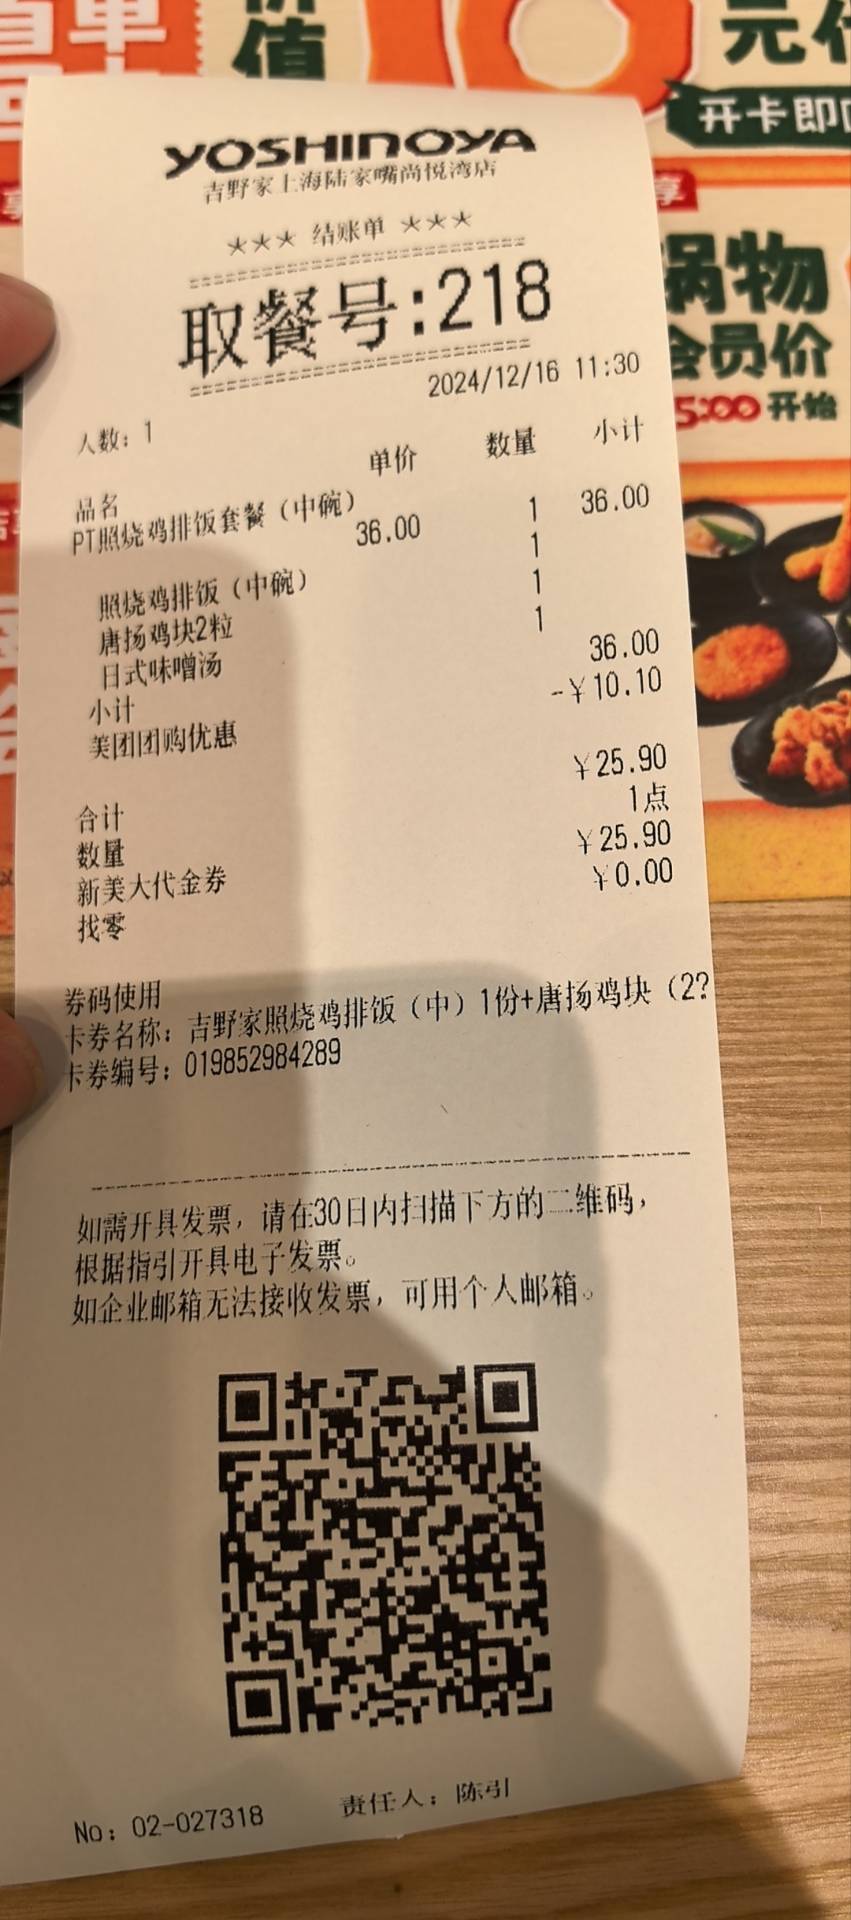 YOSHINOYA
吉野家上海陆家嘴尚悦湾店
*** 结账单 ***
取餐号:218
2024/12/16 11:30
人数: 1
品名 单价 数量 小计
PT照烧鸡排饭套餐（中碗）
36.00 1 36.00
照烧鸡排饭（中碗） 1
唐扬鸡块2粒 1
日式味噌汤 1
小计 36.00
美团团购优惠 -¥10.10
合计 ¥25.90
数量 1点
新美大代金券 ¥25.90
找零 ¥0.00
券码使用
卡券名称: 吉野家照烧鸡排饭（中）1份+唐扬鸡块（2?
卡券编号: 019852984289
如需开具发票，请在30日内扫描下方的二维码，
根据指引开具电子发票。
如企业邮箱无法接收发票，可用个人邮箱。
No: 02-027318 责任人: 陈引
值
元
开卡即
享
锅物
会员价
5:00 开始